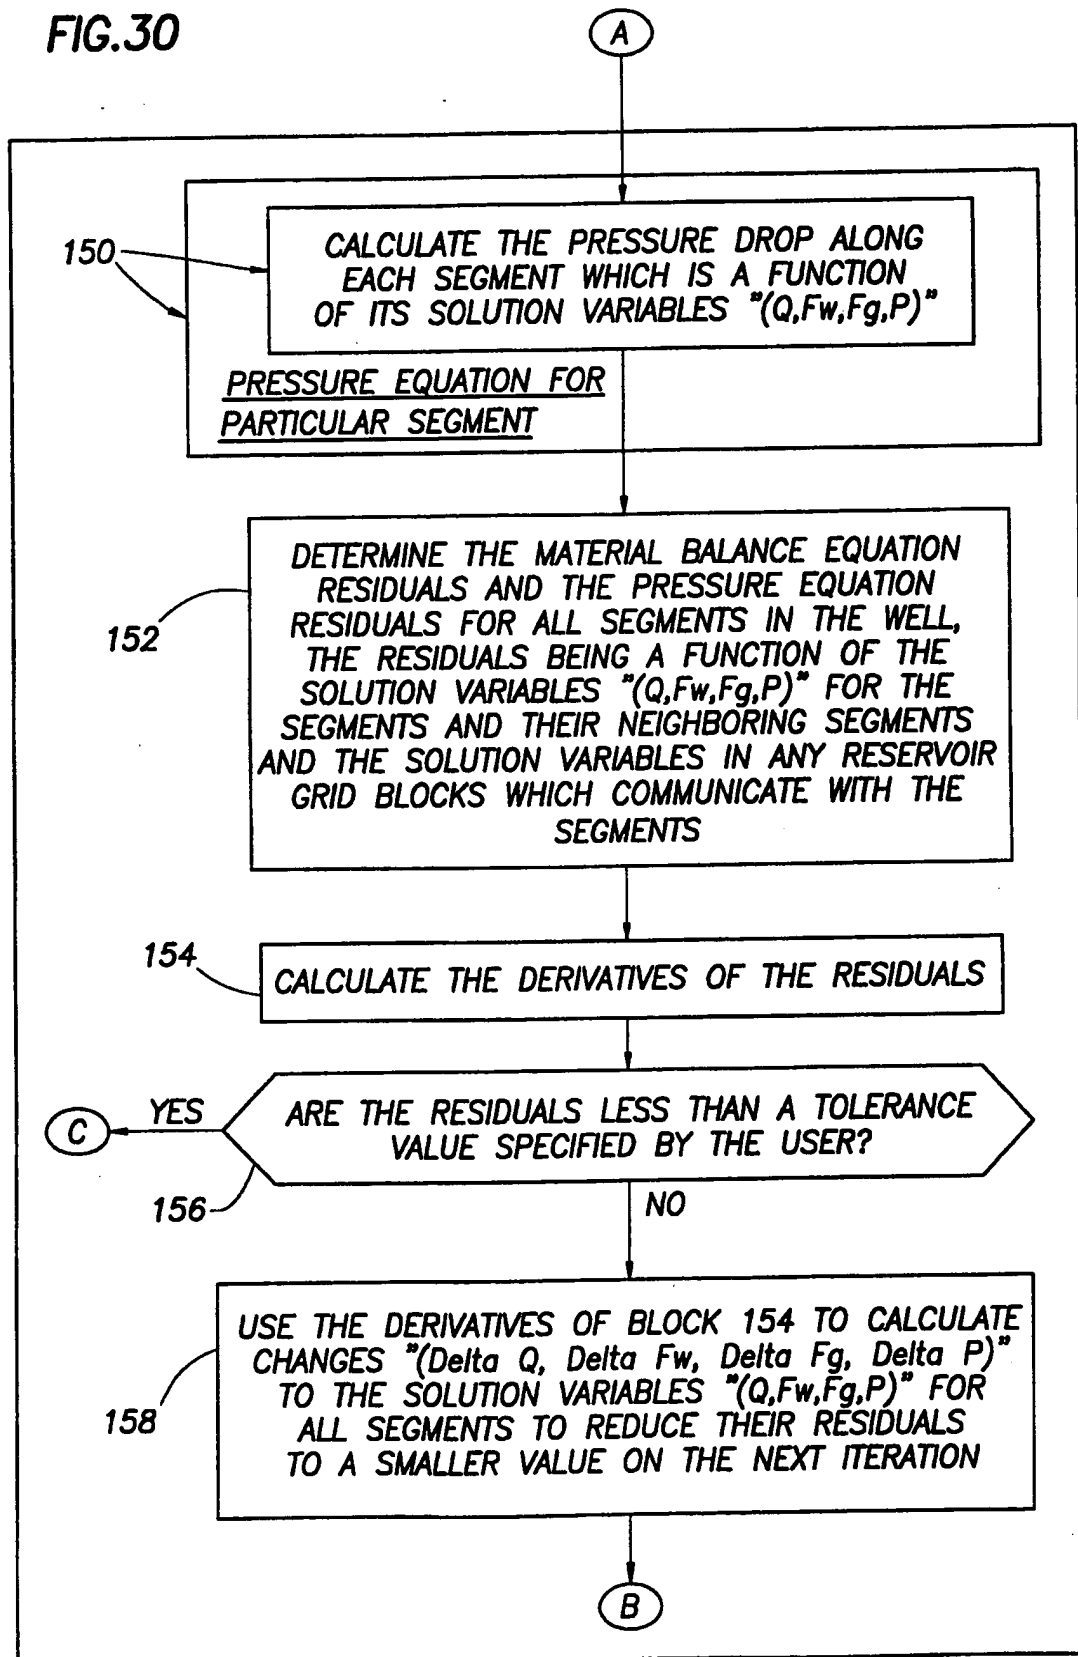 FIG.30
A
150
CALCULATE THE PRESSURE DROP ALONG
EACH SEGMENT WHICH IS A FUNCTION
OF ITS SOLUTION VARIABLES "(Q,Fw,Fg,P)"
PRESSURE EQUATION FOR
PARTICULAR SEGMENT
152
DETERMINE THE MATERIAL BALANCE EQUATION
RESIDUALS AND THE PRESSURE EQUATION
RESIDUALS FOR ALL SEGMENTS IN THE WELL,
THE RESIDUALS BEING A FUNCTION OF THE
SOLUTION VARIABLES "(Q,Fw,Fg,P)" FOR THE
SEGMENTS AND THEIR NEIGHBORING SEGMENTS
AND THE SOLUTION VARIABLES IN ANY RESERVOIR
GRID BLOCKS WHICH COMMUNICATE WITH THE
SEGMENTS
154
CALCULATE THE DERIVATIVES OF THE RESIDUALS
C
YES
ARE THE RESIDUALS LESS THAN A TOLERANCE
VALUE SPECIFIED BY THE USER?
156
NO
158
USE THE DERIVATIVES OF BLOCK 154 TO CALCULATE
CHANGES "(Delta Q, Delta Fw, Delta Fg, Delta P)"
TO THE SOLUTION VARIABLES "(Q,Fw,Fg,P)" FOR
ALL SEGMENTS TO REDUCE THEIR RESIDUALS
TO A SMALLER VALUE ON THE NEXT ITERATION
B